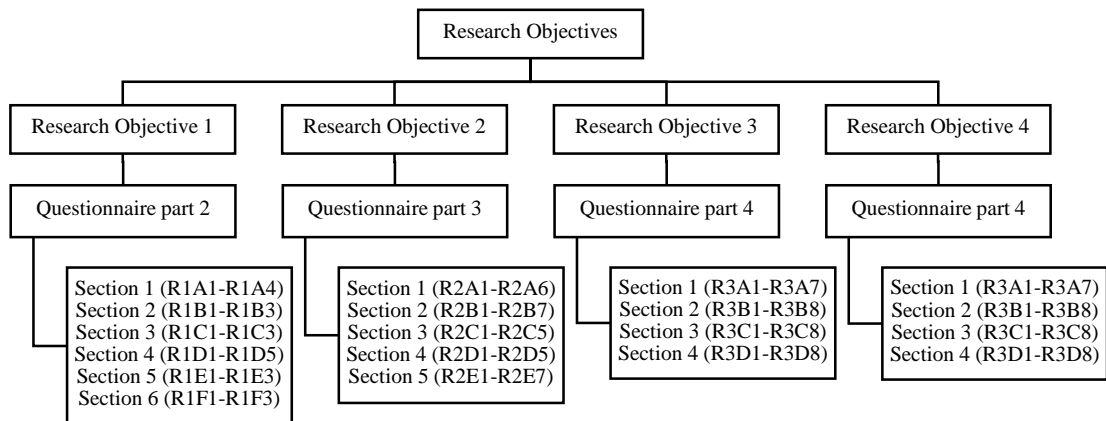 Research Objectives
Research Objective 1
Research Objective 2
Research Objective 3
Research Objective 4
Questionnaire part 2
Questionnaire part 3
Questionnaire part 4
Questionnaire part 4
Section 1 (R1A1-R1A4)
Section 2 (R1B1-R1B3)
Section 3 (R1C1-R1C3)
Section 4 (R1D1-R1D5)
Section 5 (R1E1-R1E3)
Section 6 (R1F1-R1F3)
Section 1 (R2A1-R2A6)
Section 2 (R2B1-R2B7)
Section 3 (R2C1-R2C5)
Section 4 (R2D1-R2D5)
Section 5 (R2E1-R2E7)
Section 1 (R3A1-R3A7)
Section 2 (R3B1-R3B8)
Section 3 (R3C1-R3C8)
Section 4 (R3D1-R3D8)
Section 1 (R3A1-R3A7)
Section 2 (R3B1-R3B8)
Section 3 (R3C1-R3C8)
Section 4 (R3D1-R3D8)